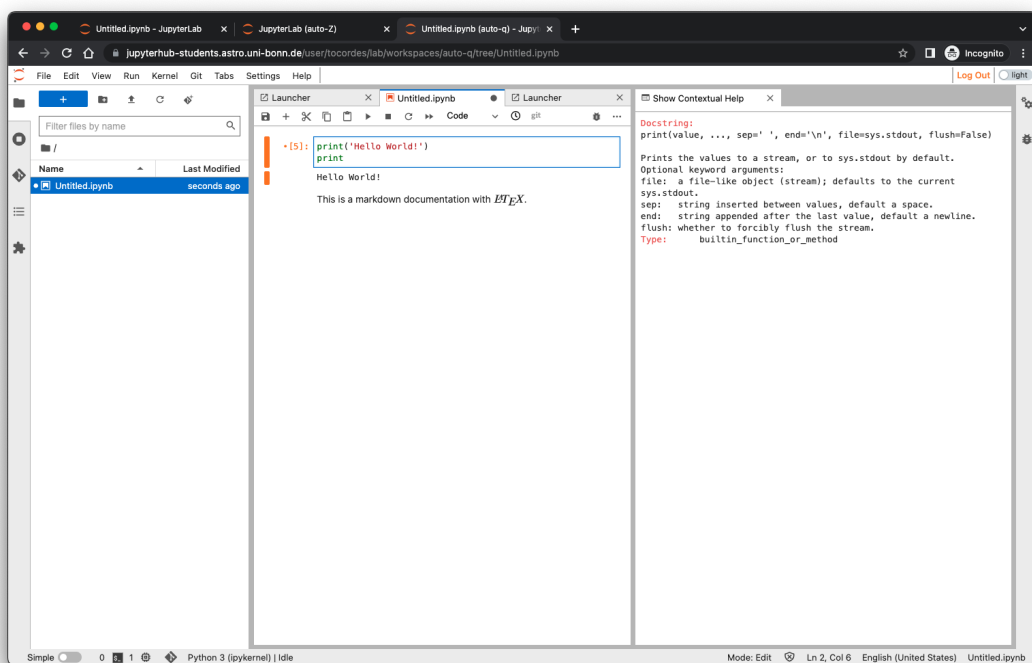 Untitled.ipynb - JupyterLab
JupyterLab (auto-Z)
Untitled.ipynb (auto-q) - Jupyt
jupyterhub-students.astro.uni-bonn.de/user/tocordes/lab/workspaces/auto-q/tree/Untitled.ipynb
Incognito
File Edit View Run Kernel Git Tabs Settings Help
Log Out
light
Filter files by name
/
Name Last Modified
Untitled.ipynb seconds ago
Launcher
Untitled.ipynb
Launcher
Code
git
[5]: print('Hello World!')
print
Hello World!
This is a markdown documentation with LATEX.
Show Contextual Help
Docstring:
print(value, ..., sep=' ', end='\n', file=sys.stdout, flush=False)
Prints the values to a stream, or to sys.stdout by default.
Optional keyword arguments:
file: a file-like object (stream); defaults to the current
sys.stdout.
sep: string inserted between values, default a space.
end: string appended after the last value, default a newline.
flush: whether to forcibly flush the stream.
Type: builtin_function_or_method
Simple 0 1 Python 3 (ipykernel) | Idle
Mode: Edit Ln 2, Col 6 English (United States) Untitled.ipynb